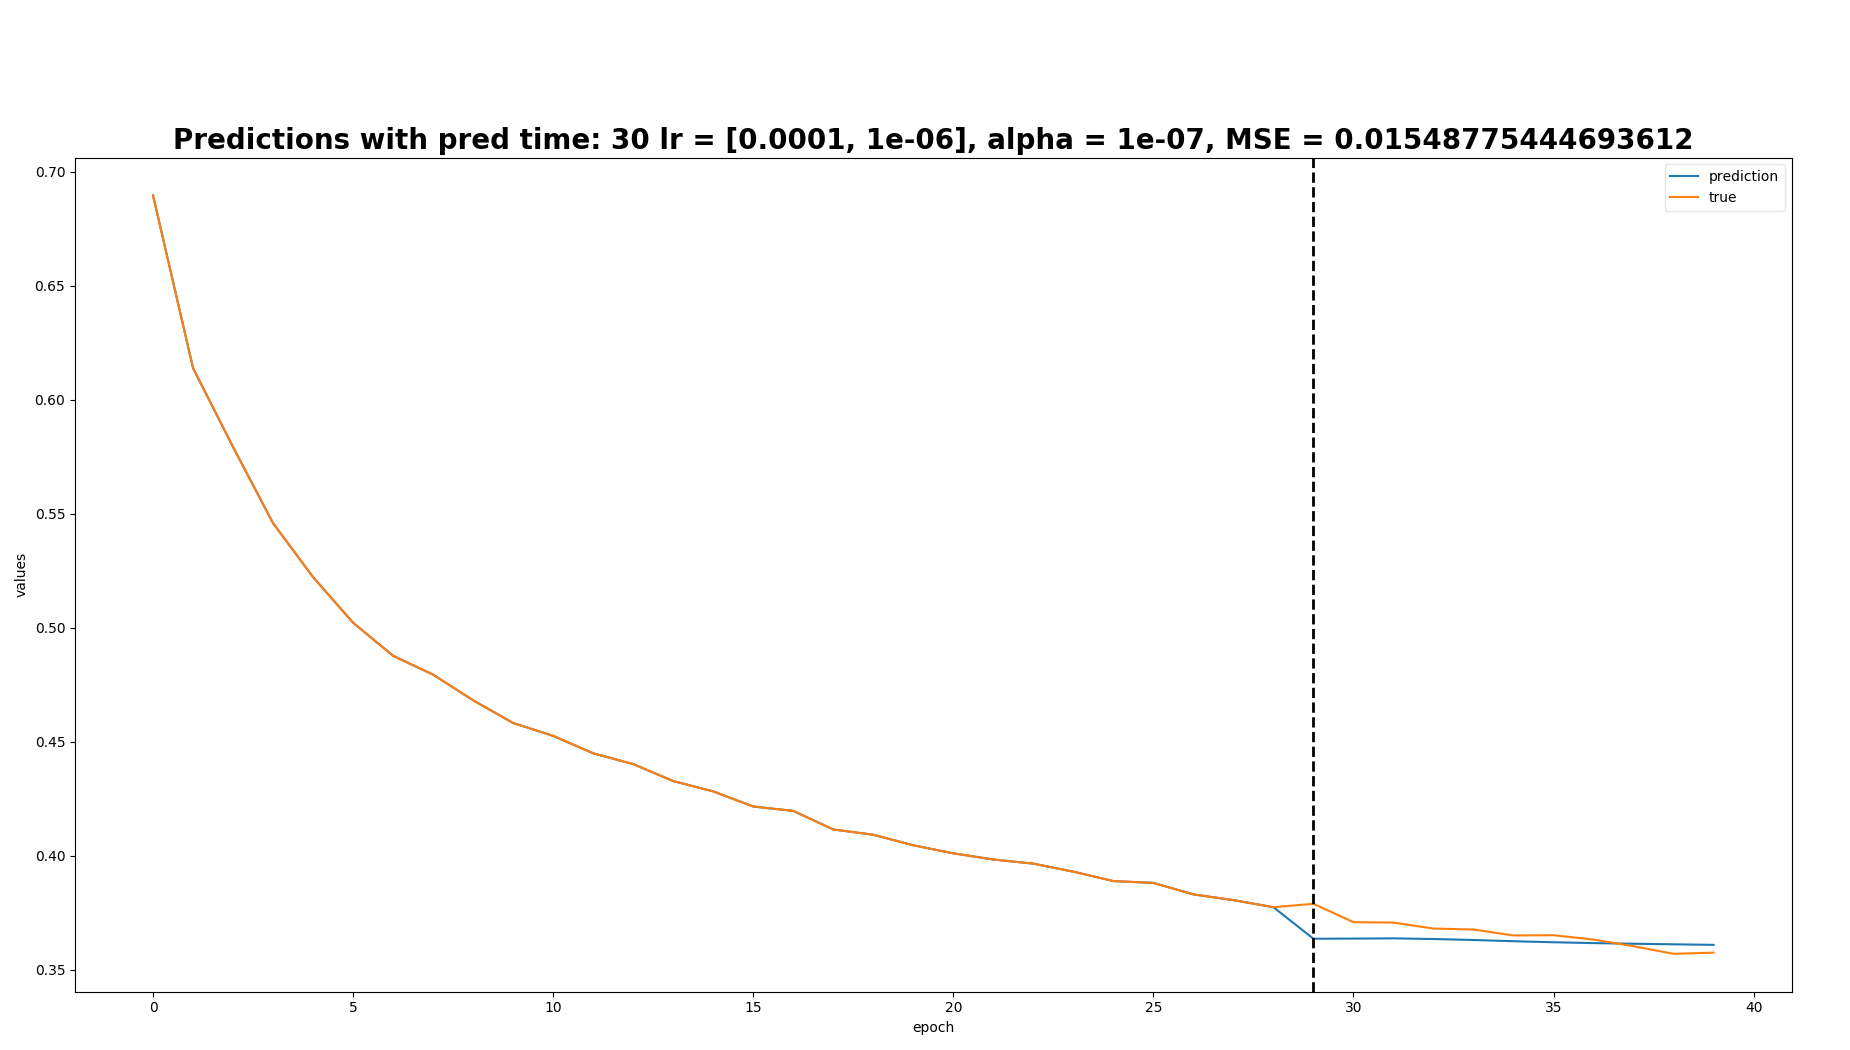 Predictions with pred time: 30 lr = [0.0001, 1e-06], alpha = 1e-07, MSE = 0.01548775444693612
prediction
true
0.70
0.65
0.60
0.55
0.50
0.45
0.40
0.35
values
0 5 10 15 20 25 30 35 40
epoch